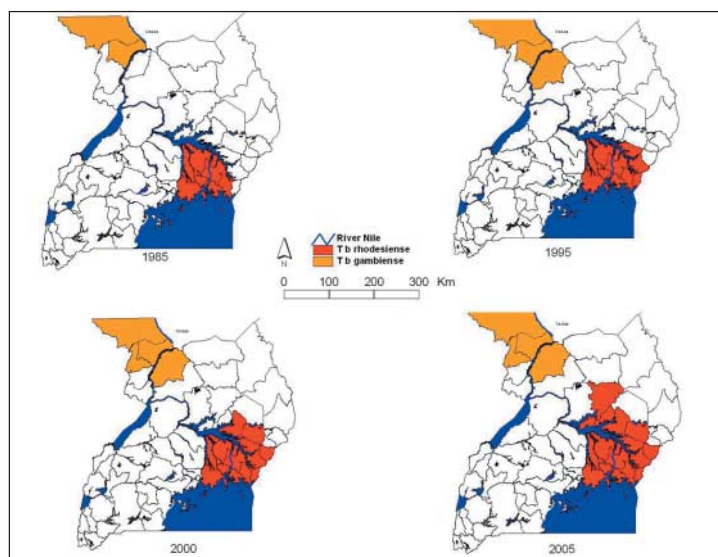 1985
1995
River Nile
T b rhodesiense
T b gambiense
N
0 100 200 300 Km
2000
2005